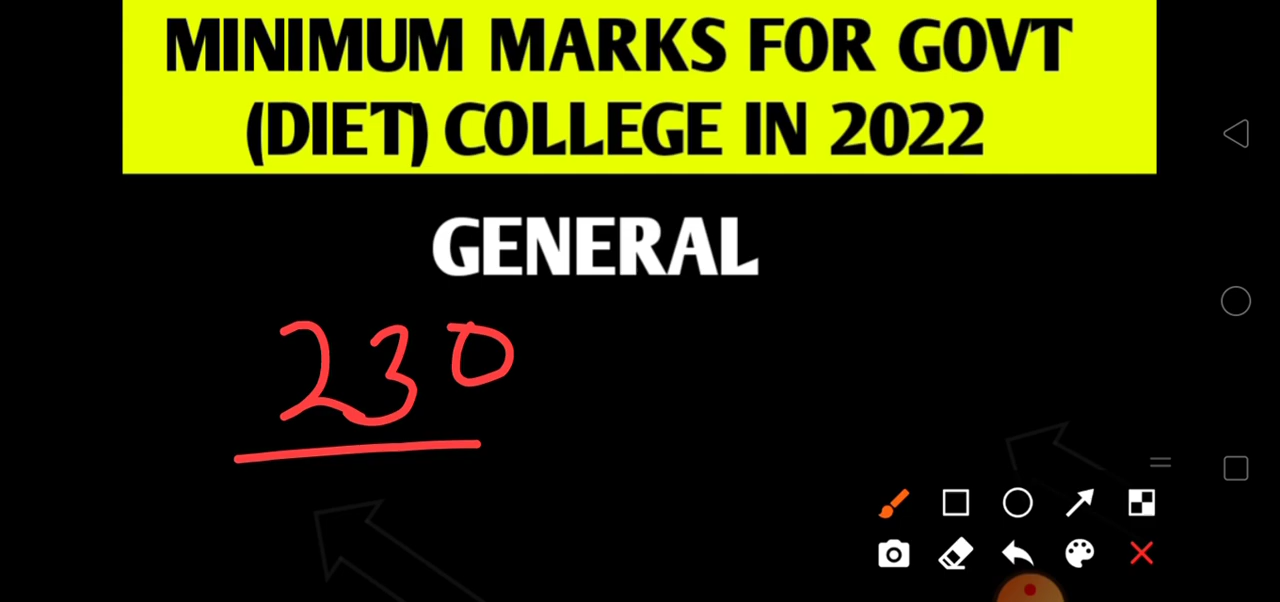 MINIMUM MARKS FOR GOVT
(DIET) COLLEGE IN 2022
GENERAL
230